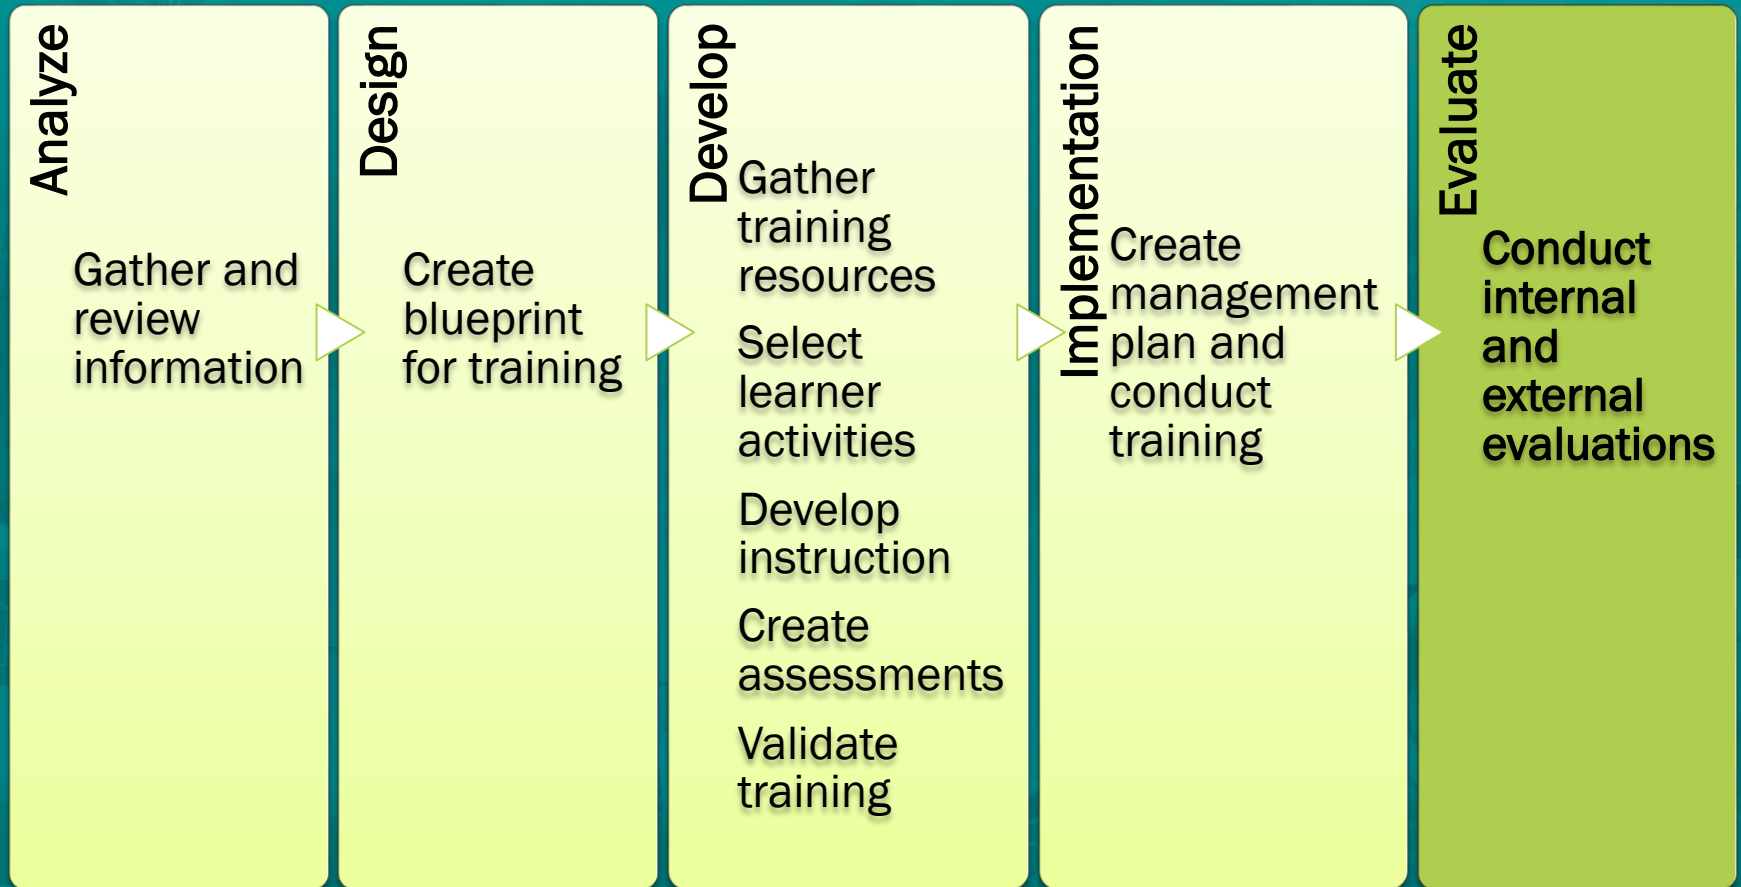 Analyze
Gather and
review
information
Design
Create
blueprint
for training
Develop
Gather
training
resources
Select
learner
activities
Develop
instruction
Create
assessments
Validate
training
Implementation
Create
management
plan and
conduct
training
Evaluate
Conduct
internal
and
external
evaluations